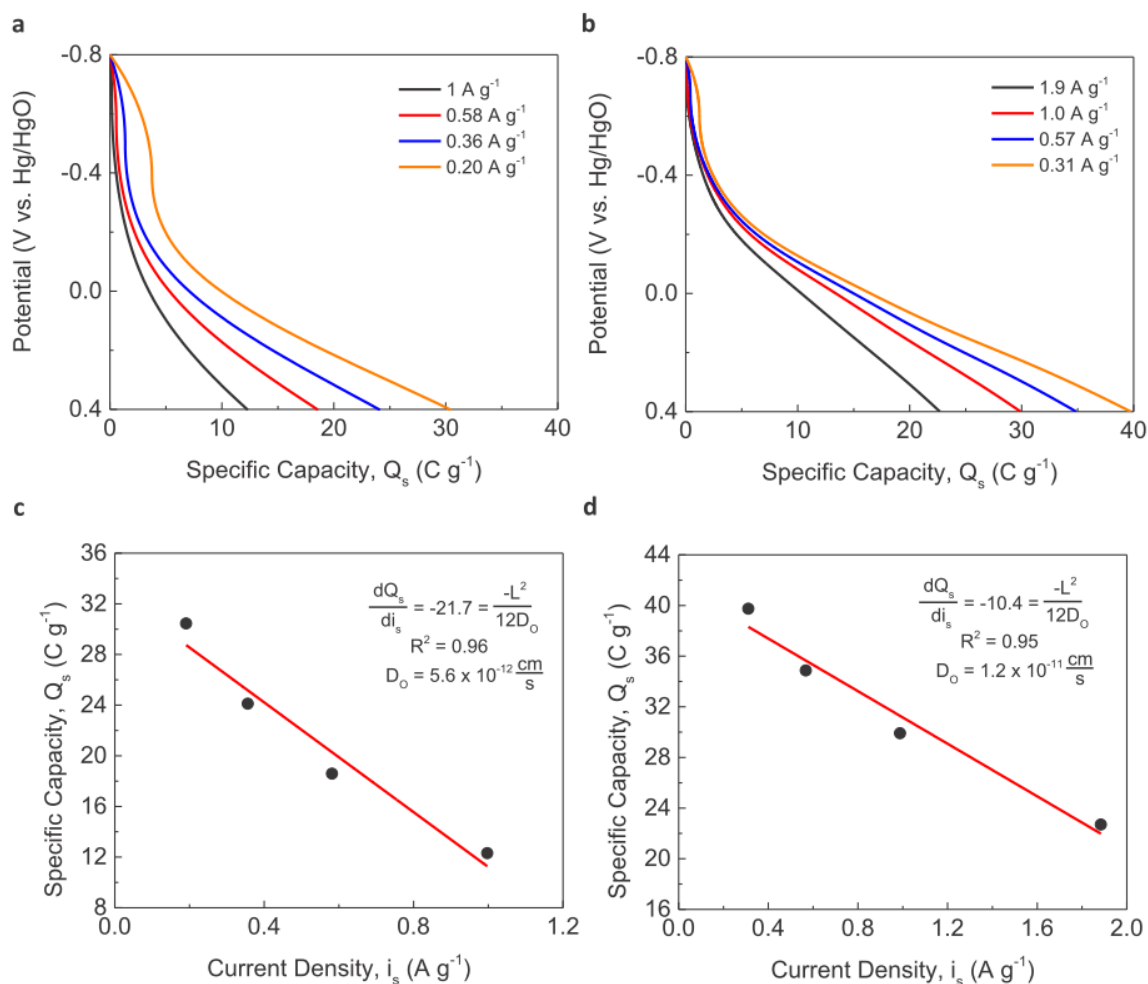 a
-0.8
-0.4
0.0
0.4
Potential (V vs. Hg/HgO)
1 A g⁻¹
0.58 A g⁻¹
0.36 A g⁻¹
0.20 A g⁻¹
0 10 20 30 40
Specific Capacity, Qₛ (C g⁻¹)
b
-0.8
-0.4
0.0
0.4
Potential (V vs. Hg/HgO)
1.9 A g⁻¹
1.0 A g⁻¹
0.57 A g⁻¹
0.31 A g⁻¹
0 10 20 30 40
Specific Capacity, Qₛ (C g⁻¹)
c
36
32
28
24
20
16
12
8
Specific Capacity, Qₛ (C g⁻¹)
dQₛ/diₛ = -21.7 = -L²/12D_O
R² = 0.96
D_O = 5.6 x 10⁻¹² cm/s
0.0 0.4 0.8 1.2
Current Density, iₛ (A g⁻¹)
d
44
40
36
32
28
24
20
16
Specific Capacity, Qₛ (C g⁻¹)
dQₛ/diₛ = -10.4 = -L²/12D_O
R² = 0.95
D_O = 1.2 x 10⁻¹¹ cm/s
0.0 0.4 0.8 1.2 1.6 2.0
Current Density, iₛ (A g⁻¹)